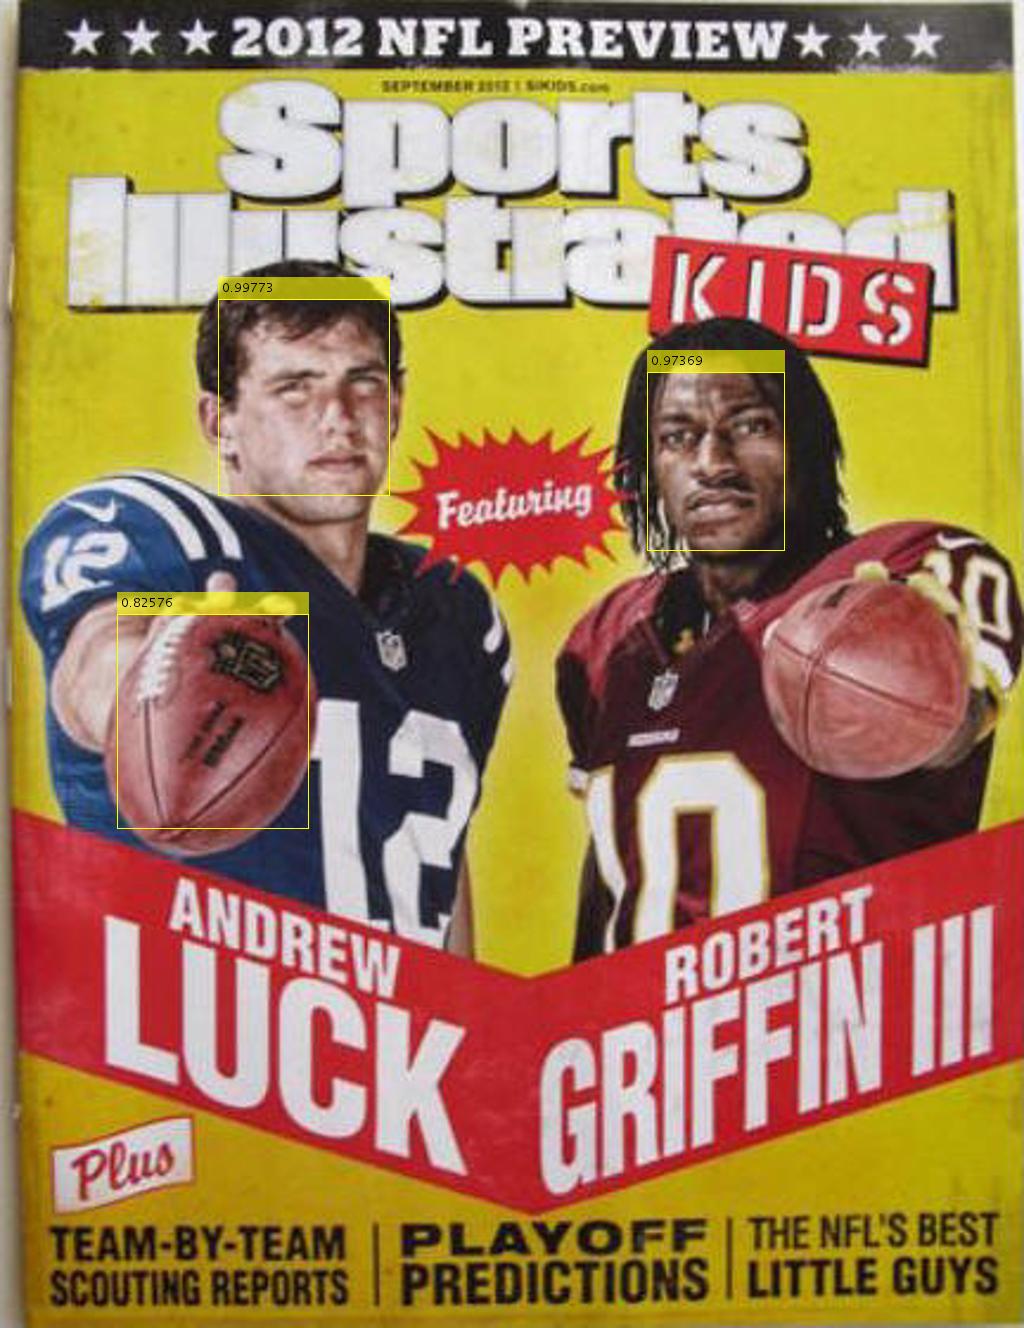 2012 NFL PREVIEW
SEPTEMBER 2012 | SIKIDS.com
Sports
Illustrated
KIDS
0.99773
0.97369
Featuring
12
10
0.82576
12
10
ANDREW
LUCK
ROBERT
GRIFFIN III
Plus
TEAM-BY-TEAM
SCOUTING REPORTS
PLAYOFF
PREDICTIONS
THE NFL'S BEST
LITTLE GUYS